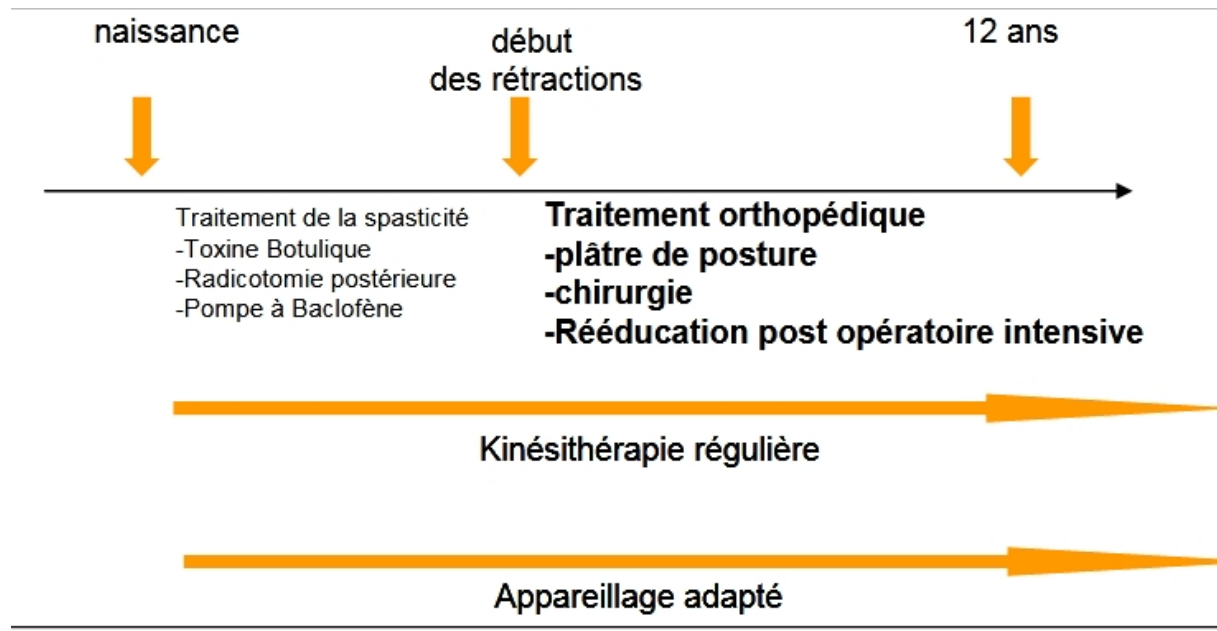 naissance
début
des rétractions
12 ans
Traitement de la spasticité
-Toxine Botulique
-Radicotomie postérieure
-Pompe à Baclofène
Traitement orthopédique
-plâtre de posture
-chirurgie
-Rééducation post opératoire intensive
Kinésithérapie régulière
Appareillage adapté